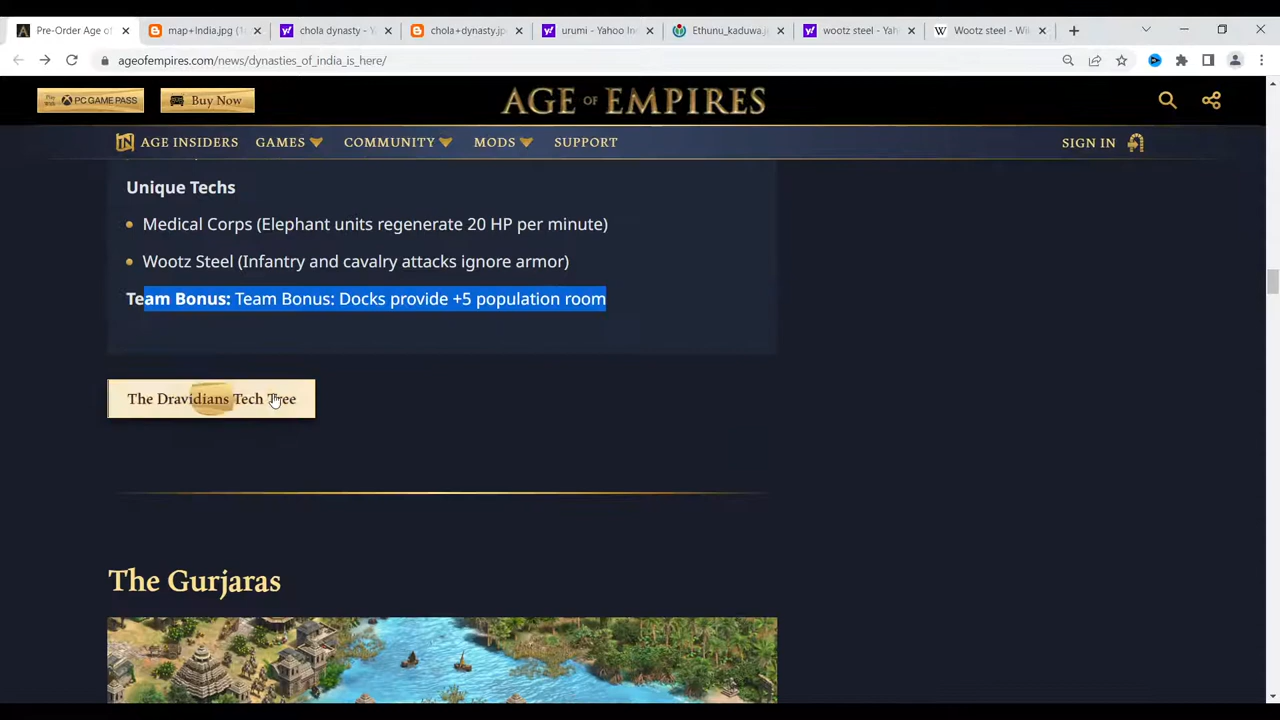 Pre-Order Age of
map+India.jpg (1
chola dynasty - Y
chola+dynasty.jp
urumi - Yahoo In
Ethunu_kaduwa.j
wootz steel - Yah
Wootz steel - Wi
ageofempires.com/news/dynasties_of_india_is_here/
Play With PC GAME PASS
Buy Now
AGE OF EMPIRES
IN AGE INSIDERS
GAMES
COMMUNITY
MODS
SUPPORT
SIGN IN
Unique Techs
Medical Corps (Elephant units regenerate 20 HP per minute)
Wootz Steel (Infantry and cavalry attacks ignore armor)
Team Bonus: Team Bonus: Docks provide +5 population room
The Dravidians Tech Tree
The Gurjaras